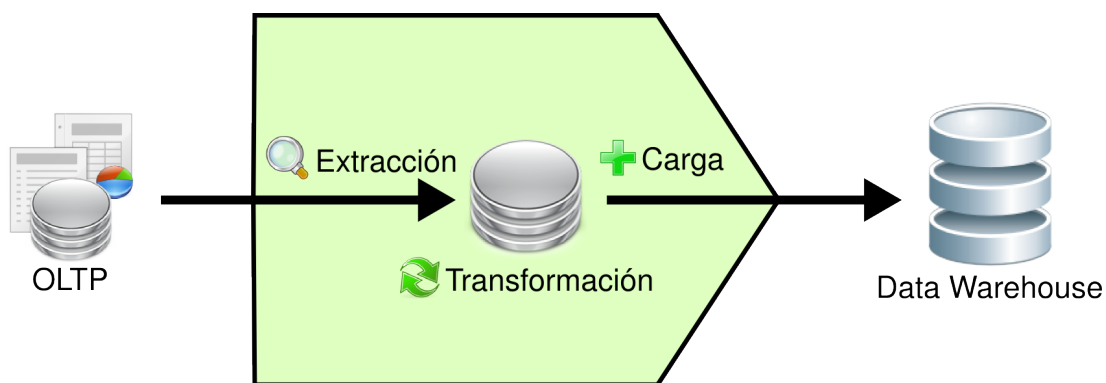 Extracción
Carga
OLTP
Transformación
Data Warehouse